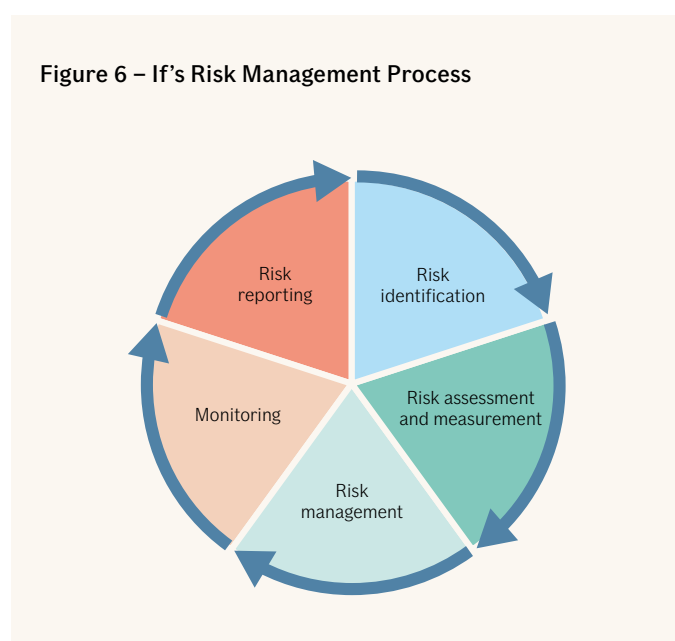 Figure 6 – If’s Risk Management Process
Risk
identification
Risk assessment
and measurement
Risk
management
Monitoring
Risk
reporting